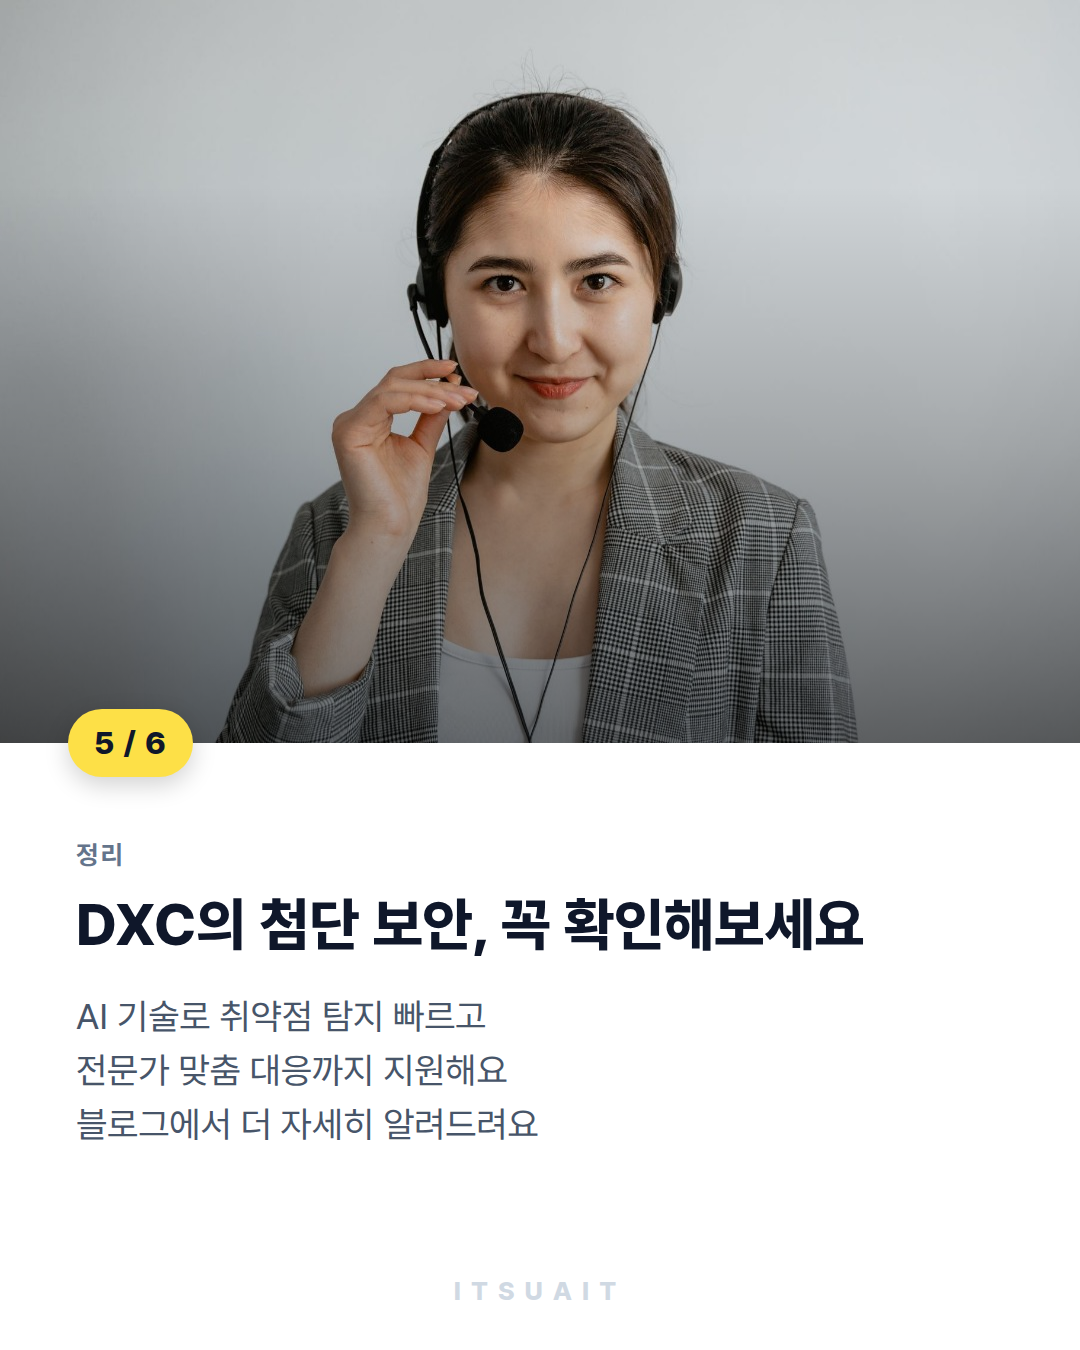 5 / 6
정리
DXC의 첨단 보안, 꼭 확인해보세요
AI 기술로 취약점 탐지 빠르고
전문가 맞춤 대응까지 지원해요
블로그에서 더 자세히 알려드려요
ITSUAIT